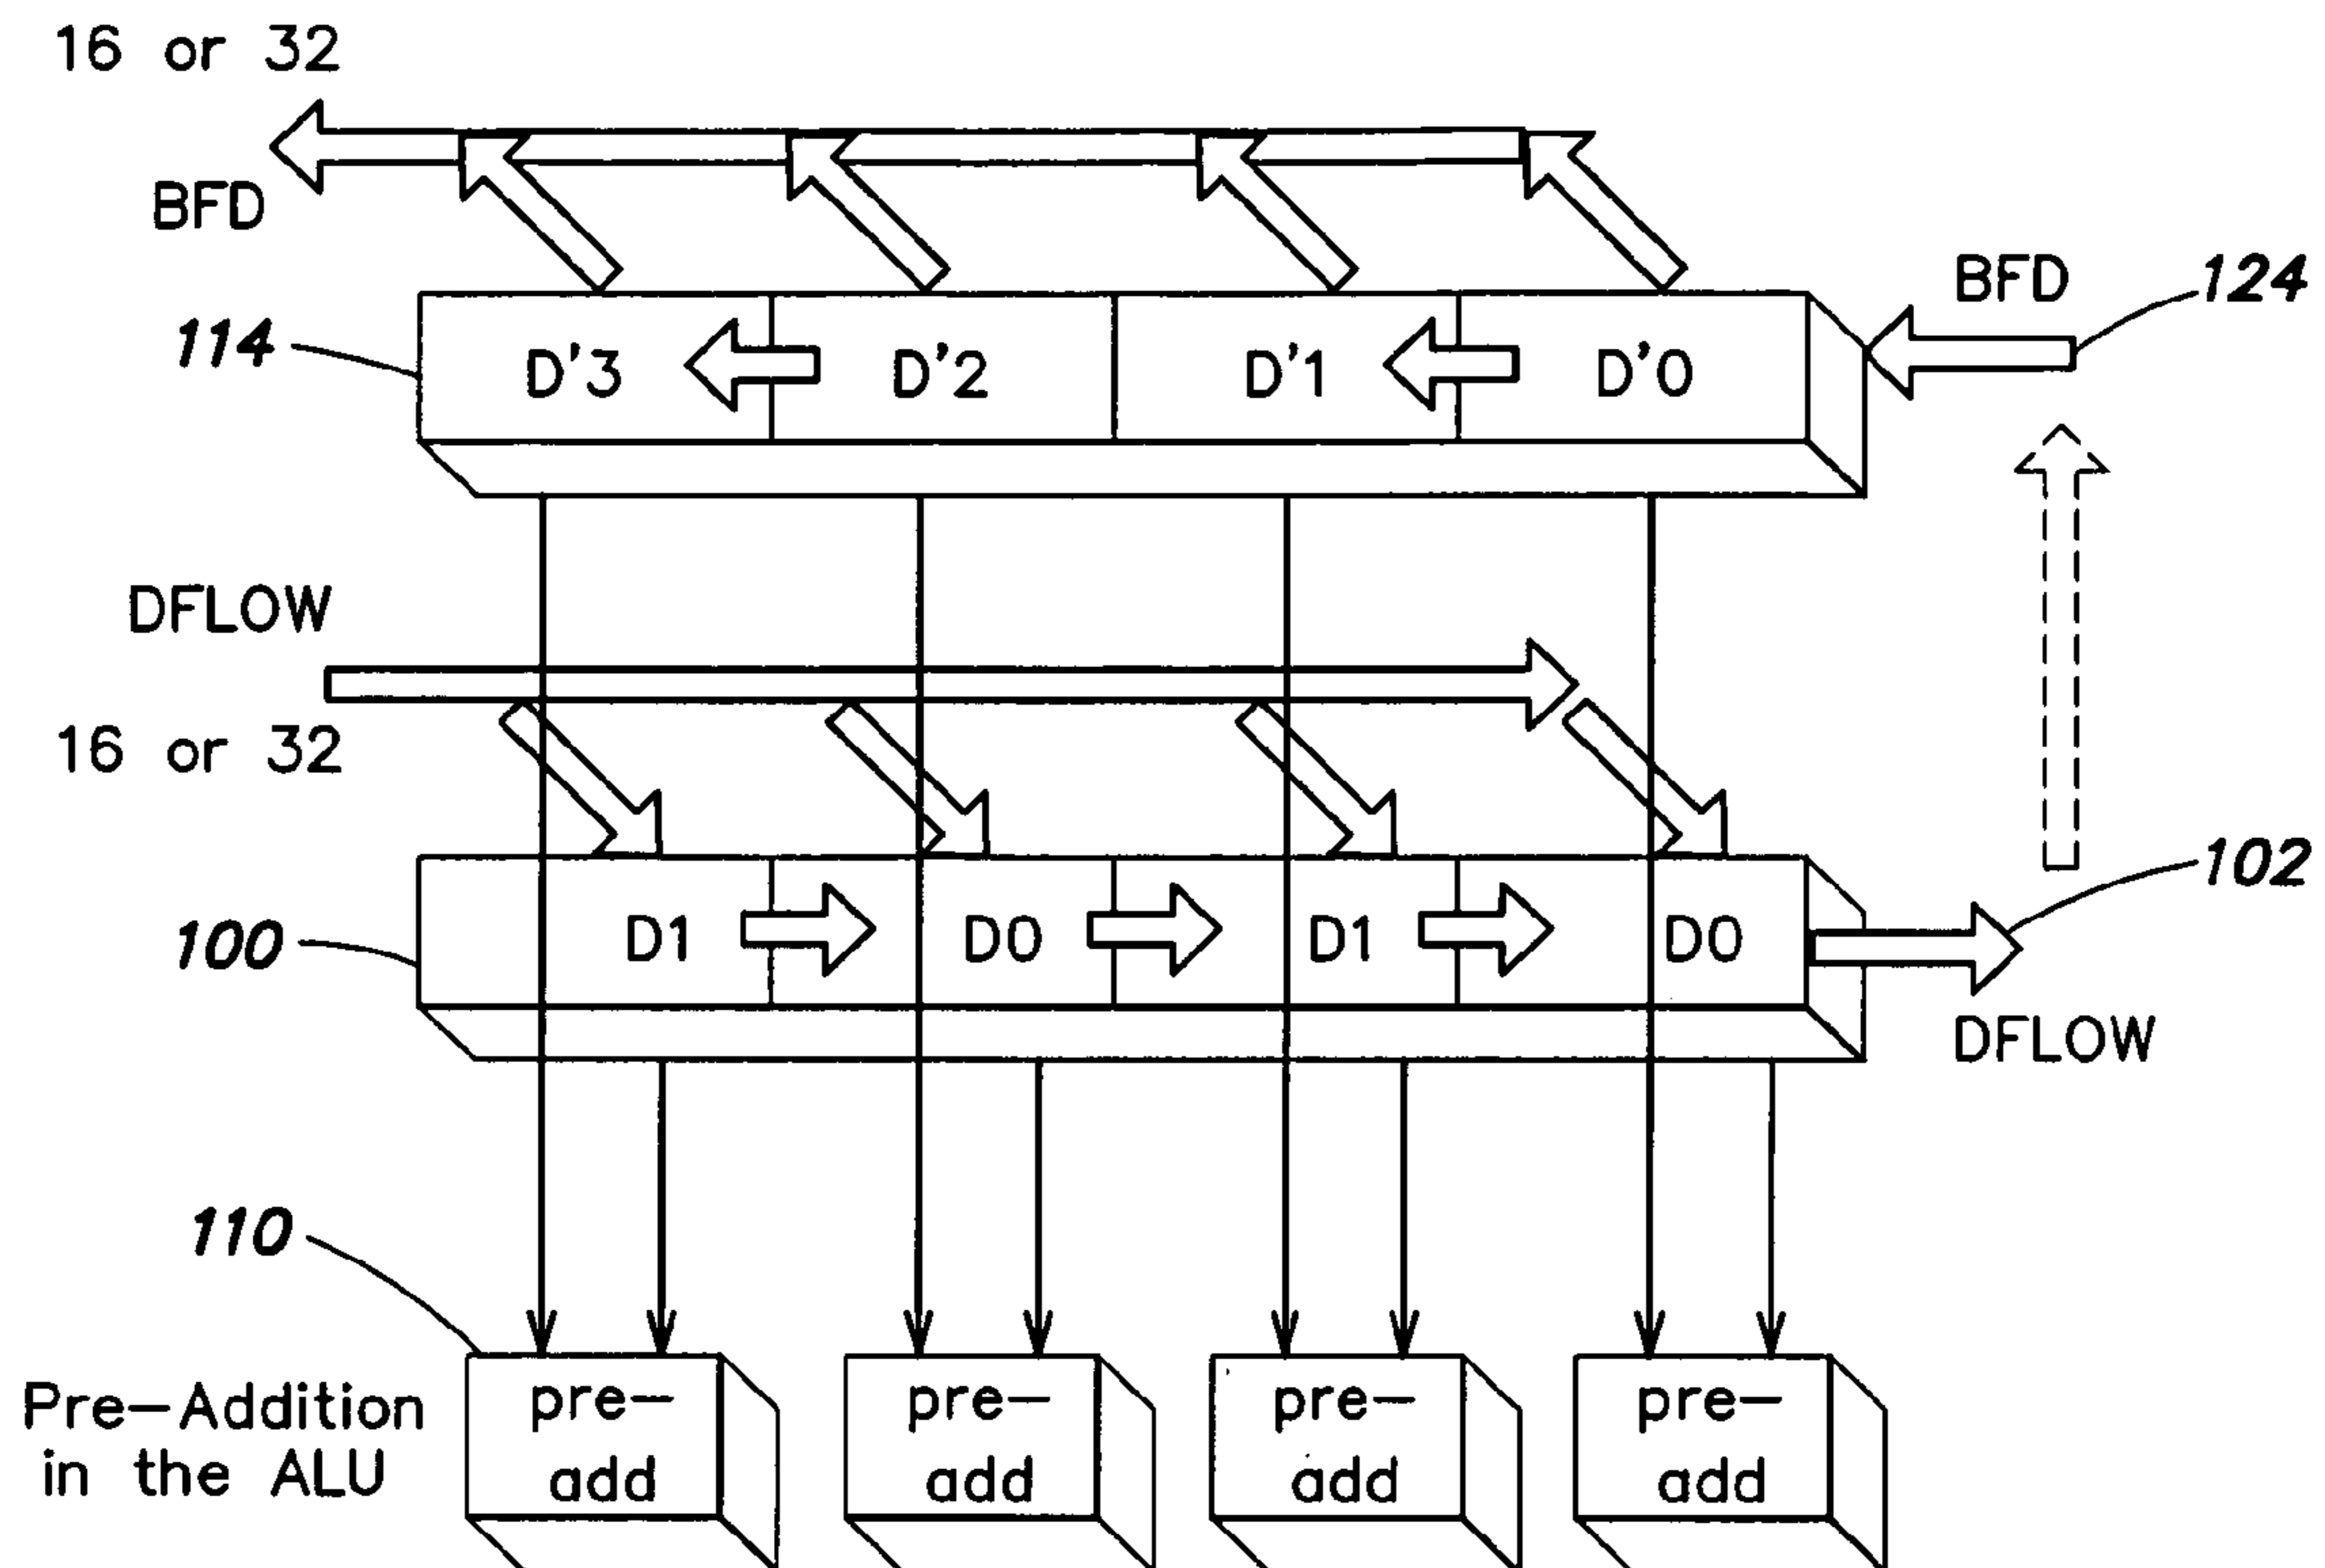 16 or 32
BFD
BFD
124
114
D'3
D'2
D'1
D'0
DFLOW
16 or 32
102
100
D1
D0
D1
D0
DFLOW
110
Pre-Addition
in the ALU
pre-
add
pre-
add
pre-
add
pre-
add